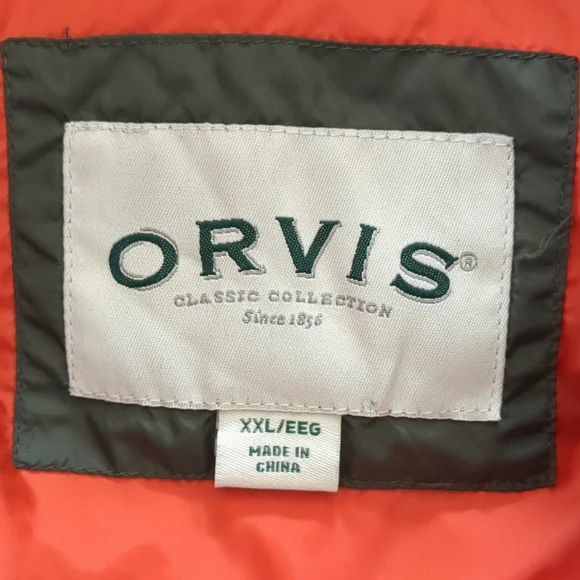 ORVIS®
CLASSIC COLLECTION
Since 1856
XXL/EEG
MADE IN
CHINA